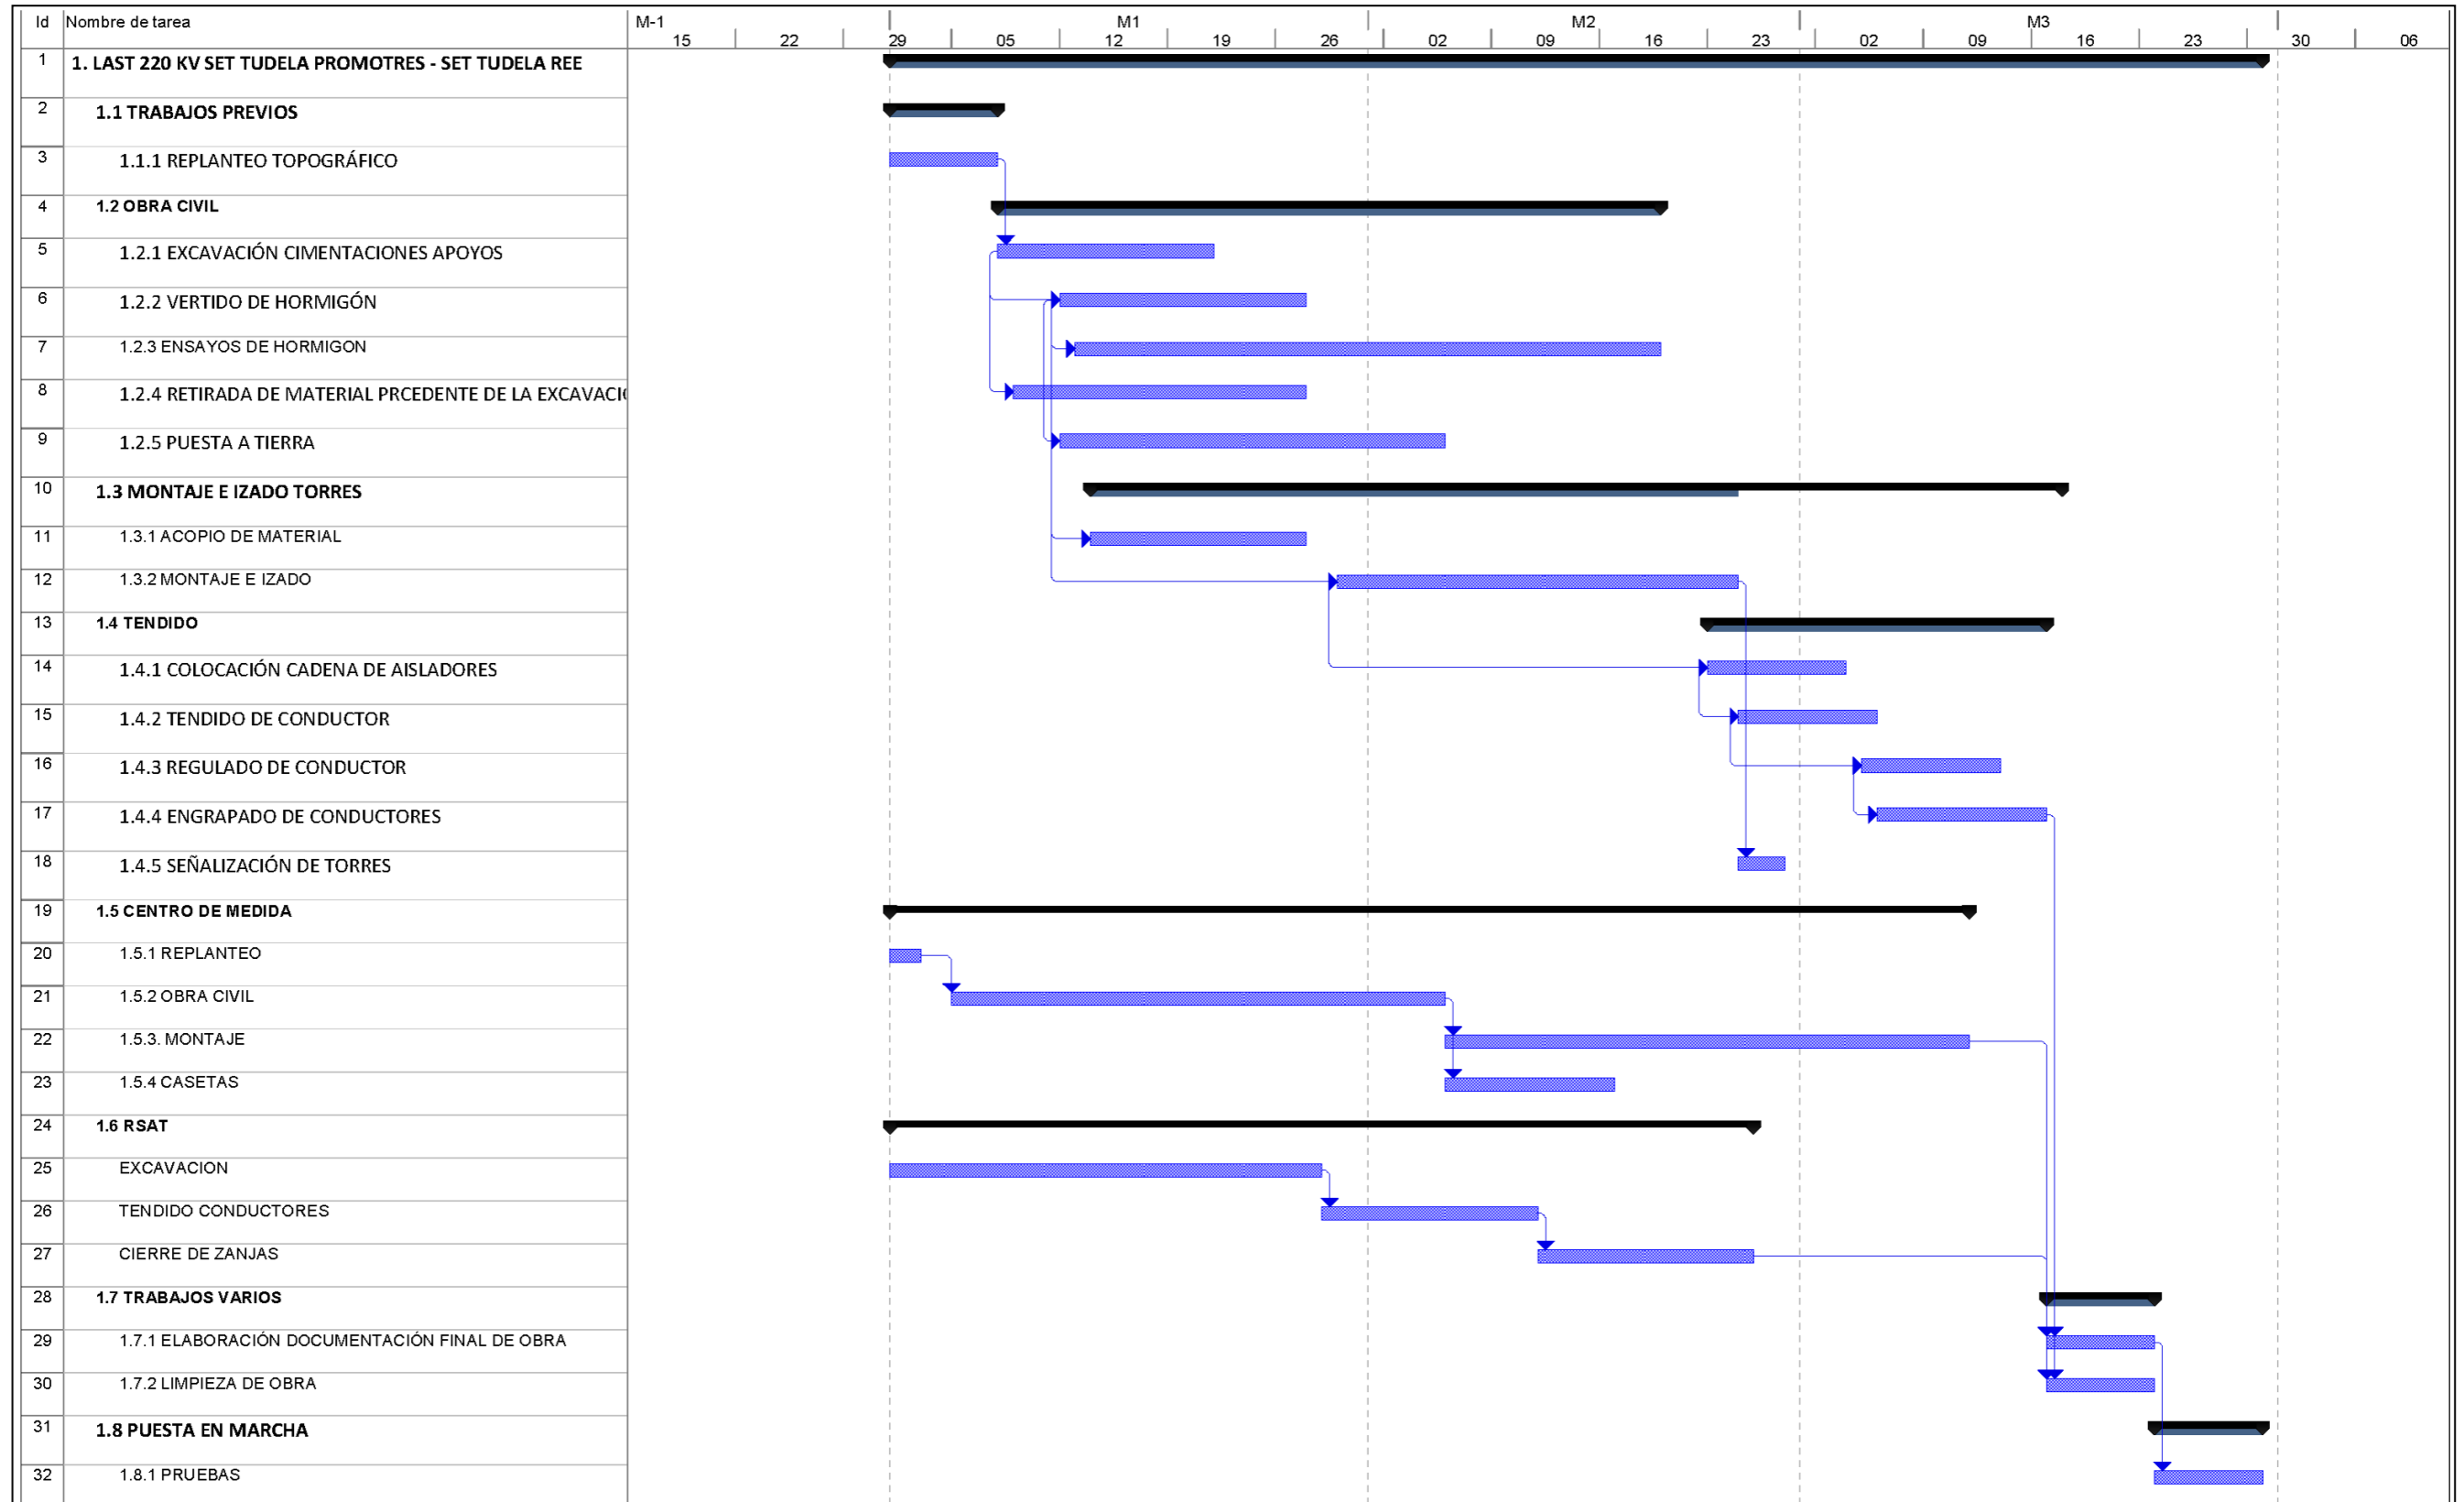 Id Nombre de tarea M-1 M1 M2 M3
15 22 29 05 12 19 26 02 09 16 23 02 09 16 23 30 06
1 1. LAST 220 KV SET TUDELA PROMOTRES - SET TUDELA REE
2 1.1 TRABAJOS PREVIOS
3 1.1.1 REPLANTEO TOPOGRÁFICO
4 1.2 OBRA CIVIL
5 1.2.1 EXCAVACIÓN CIMENTACIONES APOYOS
6 1.2.2 VERTIDO DE HORMIGÓN
7 1.2.3 ENSAYOS DE HORMIGON
8 1.2.4 RETIRADA DE MATERIAL PRCEDENTE DE LA EXCAVACI
9 1.2.5 PUESTA A TIERRA
10 1.3 MONTAJE E IZADO TORRES
11 1.3.1 ACOPIO DE MATERIAL
12 1.3.2 MONTAJE E IZADO
13 1.4 TENDIDO
14 1.4.1 COLOCACIÓN CADENA DE AISLADORES
15 1.4.2 TENDIDO DE CONDUCTOR
16 1.4.3 REGULADO DE CONDUCTOR
17 1.4.4 ENGRAPADO DE CONDUCTORES
18 1.4.5 SEÑALIZACIÓN DE TORRES
19 1.5 CENTRO DE MEDIDA
20 1.5.1 REPLANTEO
21 1.5.2 OBRA CIVIL
22 1.5.3. MONTAJE
23 1.5.4 CASETAS
24 1.6 RSAT
25 EXCAVACION
26 TENDIDO CONDUCTORES
27 CIERRE DE ZANJAS
28 1.7 TRABAJOS VARIOS
29 1.7.1 ELABORACIÓN DOCUMENTACIÓN FINAL DE OBRA
30 1.7.2 LIMPIEZA DE OBRA
31 1.8 PUESTA EN MARCHA
32 1.8.1 PRUEBAS